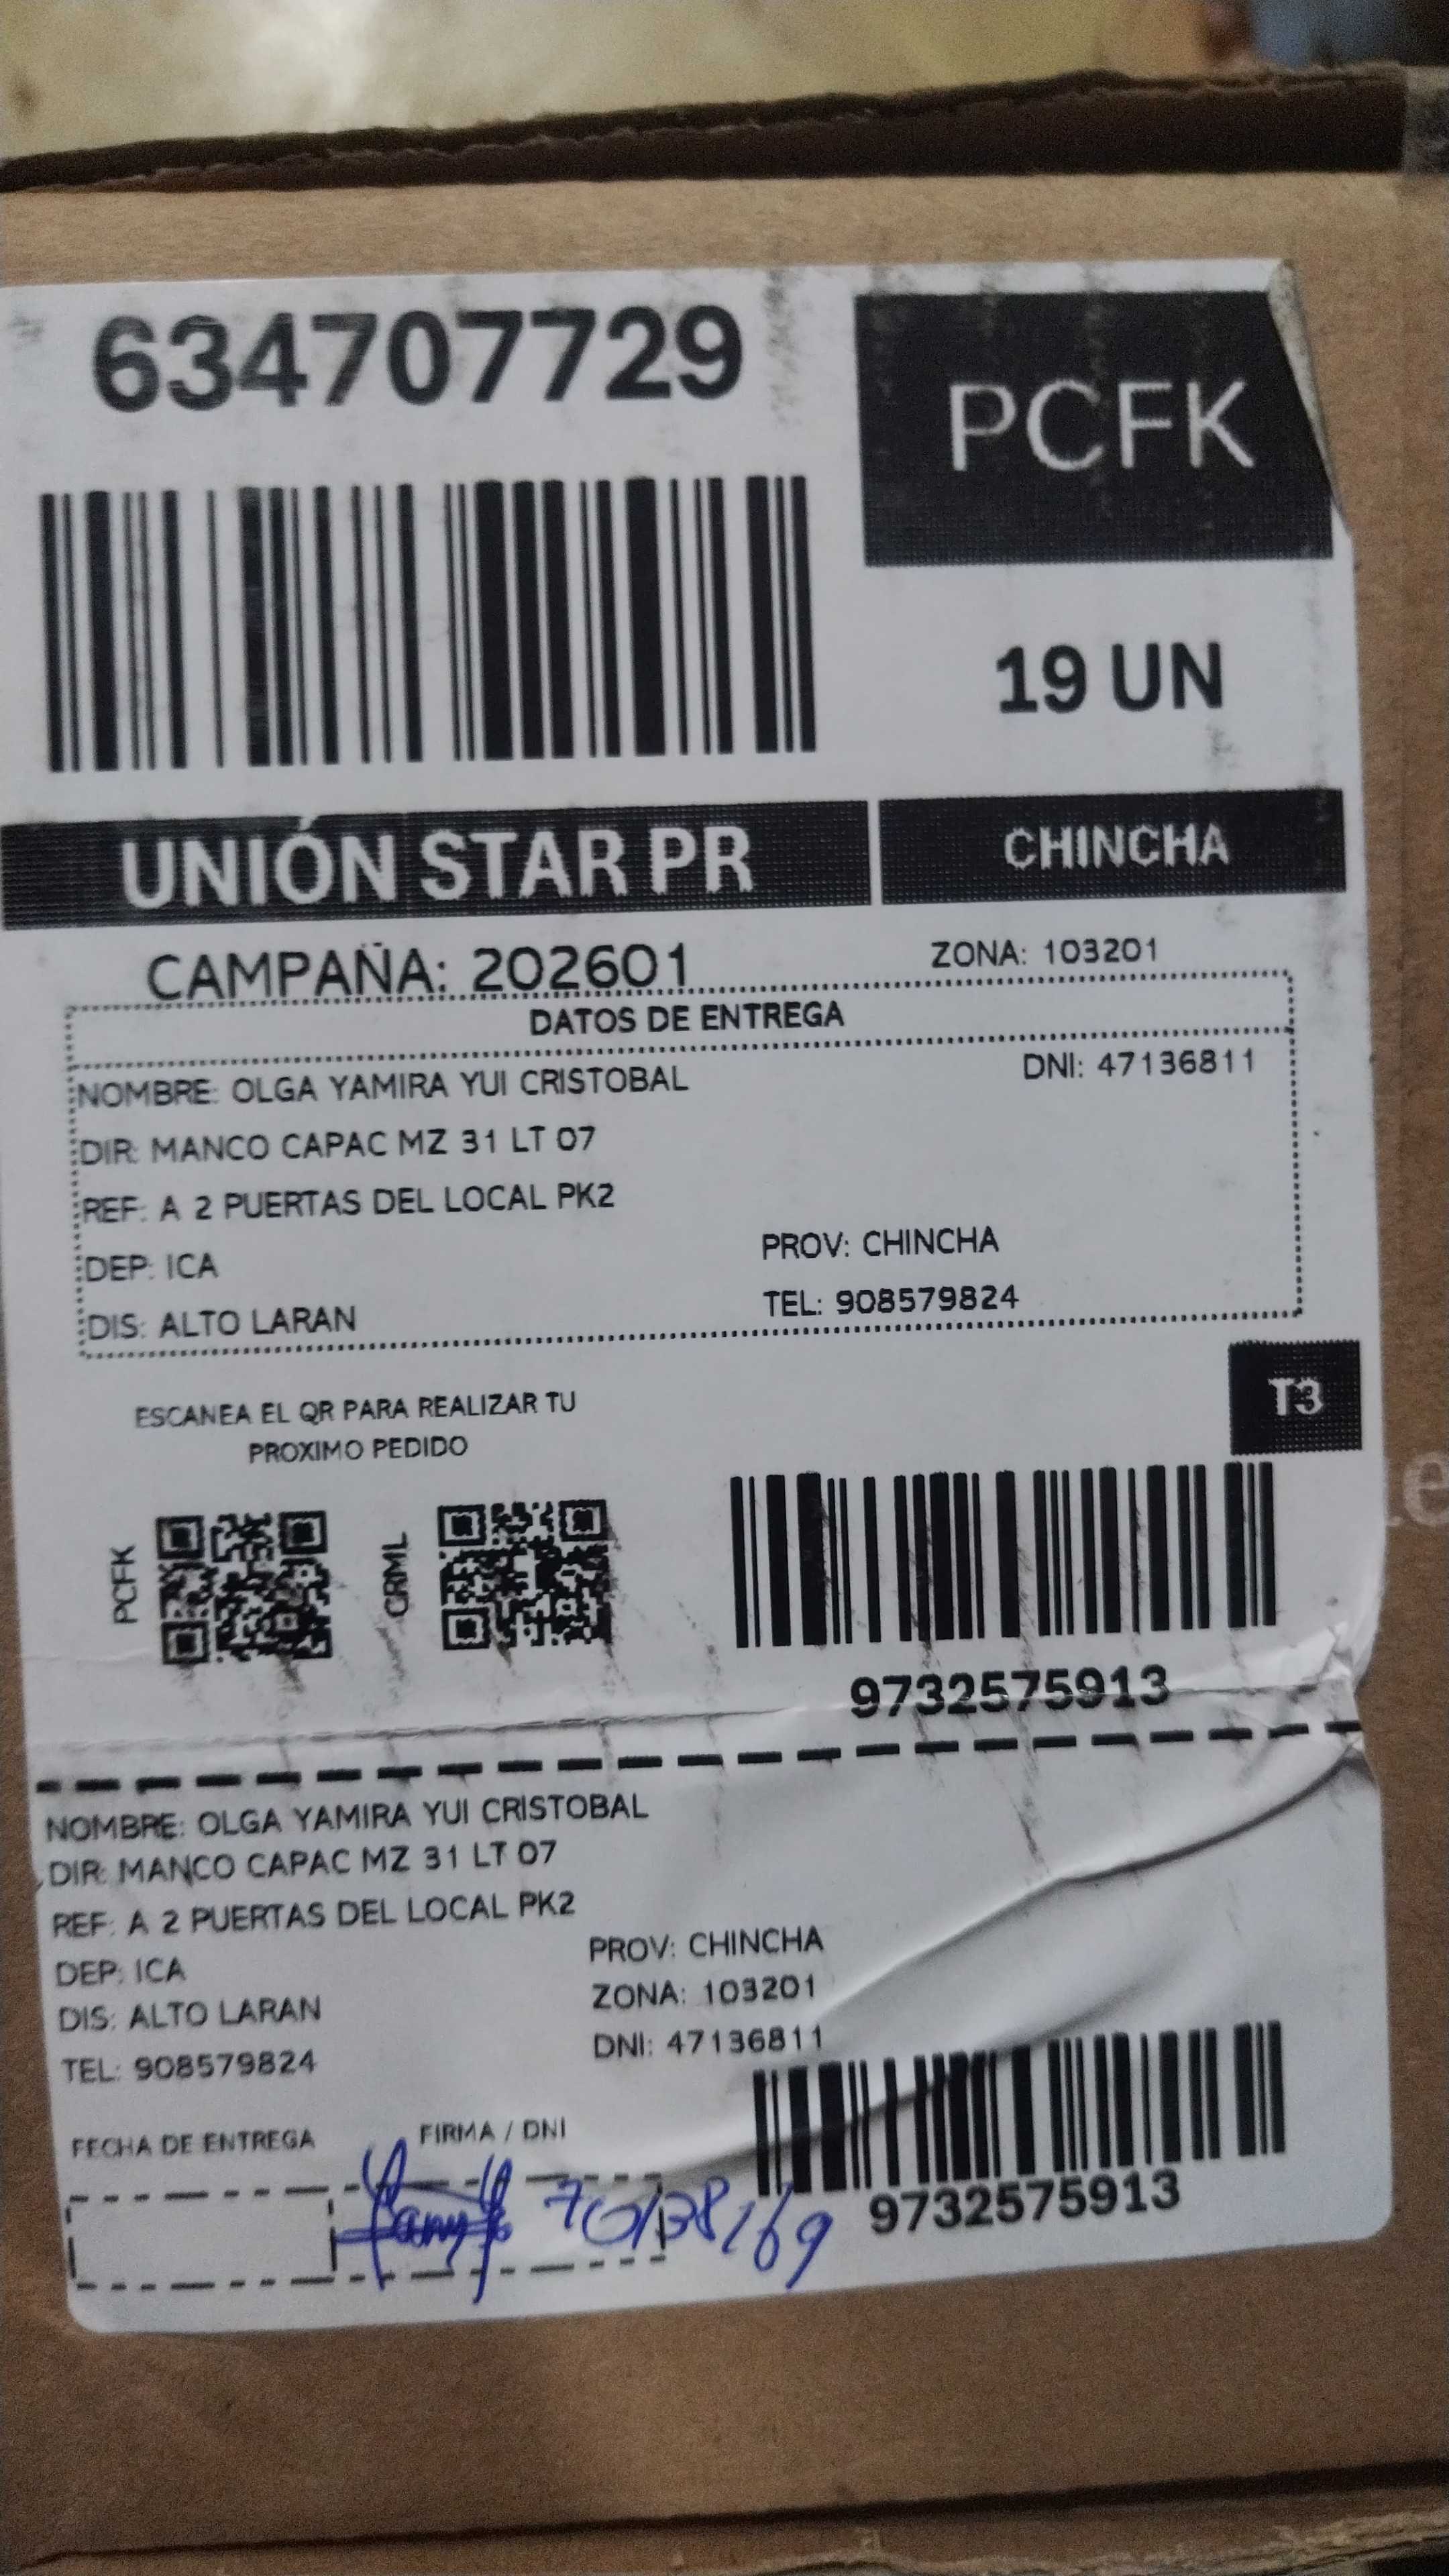 634707729
PCFK
19 UN
UNIÓN STAR PR
CHINCHA
CAMPAÑA: 202601
ZONA: 103201
DATOS DE ENTREGA
NOMBRE: OLGA YAMIRA YUI CRISTOBAL
DNI: 47136811
DIR: MANCO CAPAC MZ 31 LT 07
REF: A 2 PUERTAS DEL LOCAL PK2
DEP: ICA
PROV: CHINCHA
DIS: ALTO LARAN
TEL: 908579824
T3
ESCANEA EL QR PARA REALIZAR TU
PROXIMO PEDIDO
PCFK
CRML
9732575913
NOMBRE: OLGA YAMIRA YUI CRISTOBAL
DIR: MANCO CAPAC MZ 31 LT 07
REF: A 2 PUERTAS DEL LOCAL PK2
DEP: ICA
PROV: CHINCHA
DIS: ALTO LARAN
ZONA: 103201
TEL: 908579824
DNI: 47136811
FECHA DE ENTREGA
FIRMA / DNI
9732575913